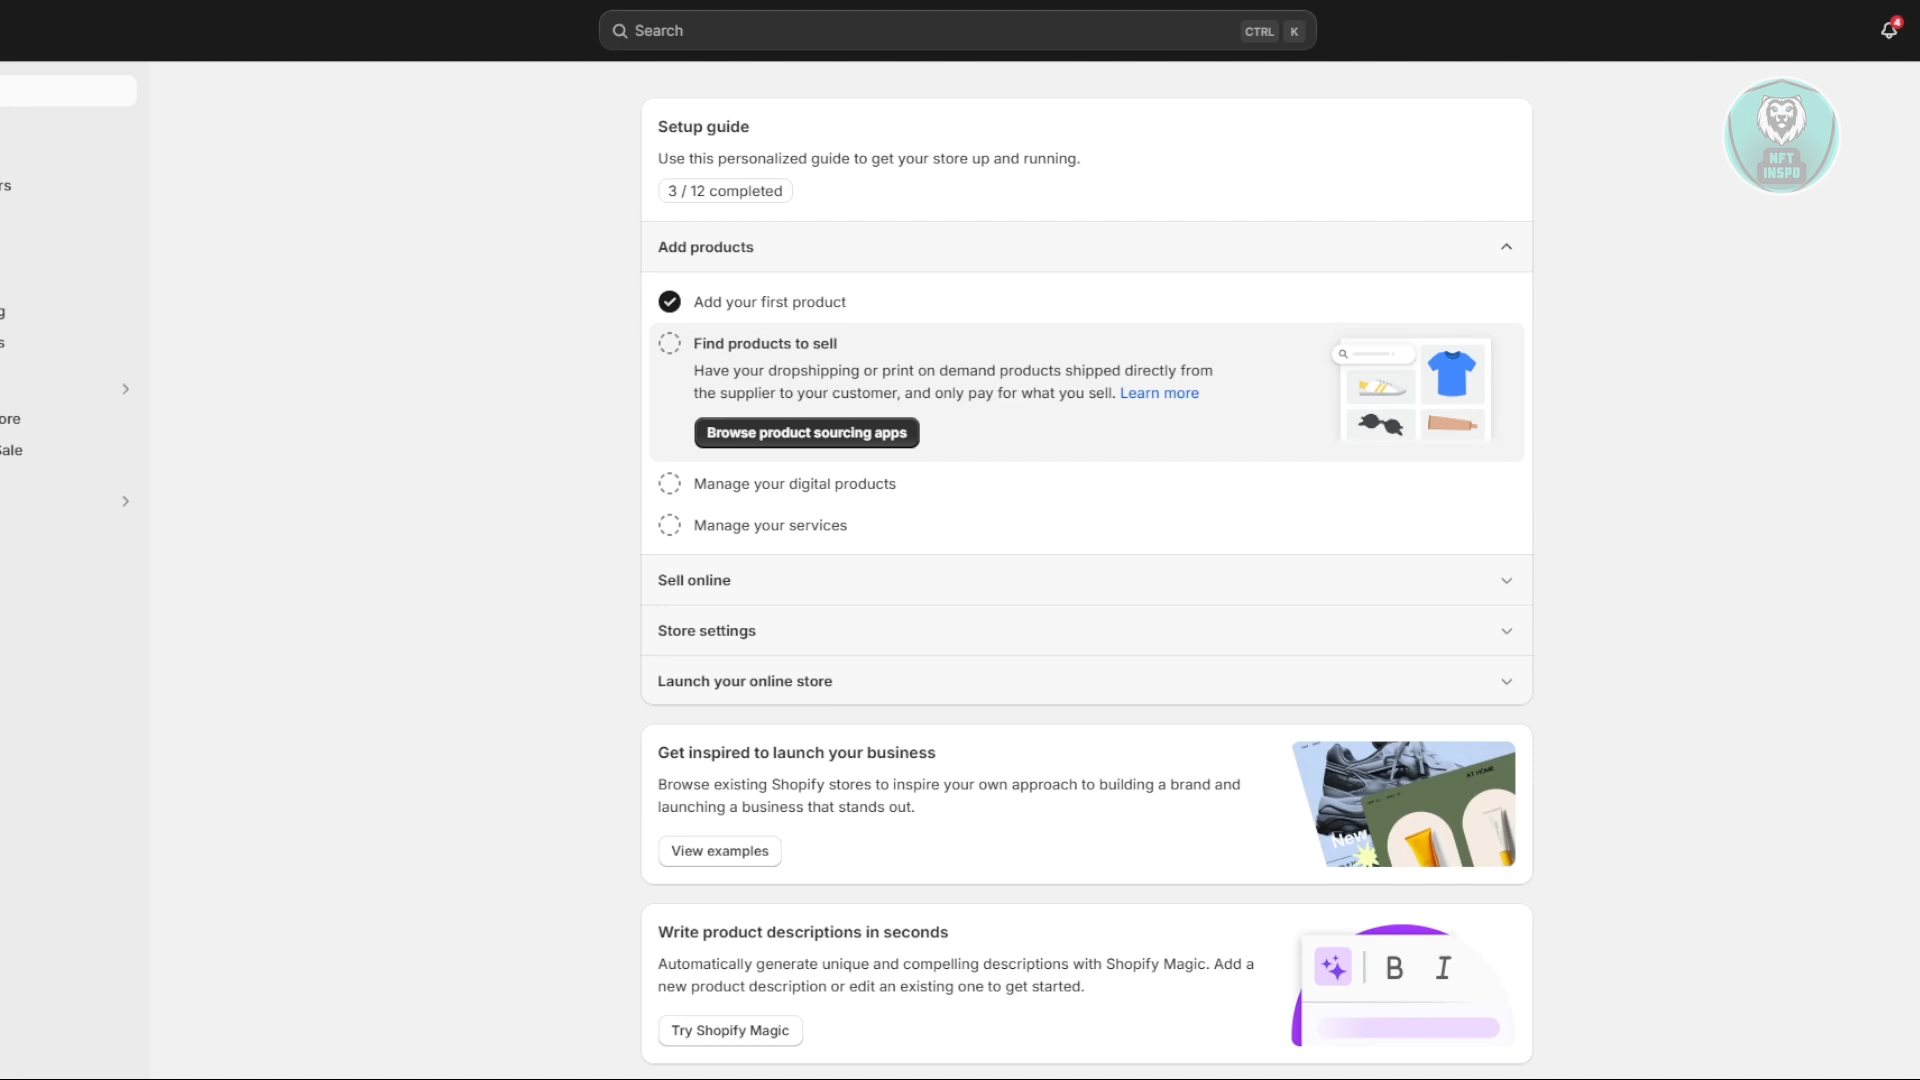 Search
CTRL K
4
NFT
INSPO
rs
g
s
ore
Sale
Setup guide
Use this personalized guide to get your store up and running.
3 / 12 completed
Add products
Add your first product
Find products to sell
Have your dropshipping or print on demand products shipped directly from
the supplier to your customer, and only pay for what you sell. Learn more
Browse product sourcing apps
Manage your digital products
Manage your services
Sell online
Store settings
Launch your online store
Get inspired to launch your business
Browse existing Shopify stores to inspire your own approach to building a brand and
launching a business that stands out.
View examples
AT HOME
New
Write product descriptions in seconds
Automatically generate unique and compelling descriptions with Shopify Magic. Add a
new product description or edit an existing one to get started.
Try Shopify Magic
B I